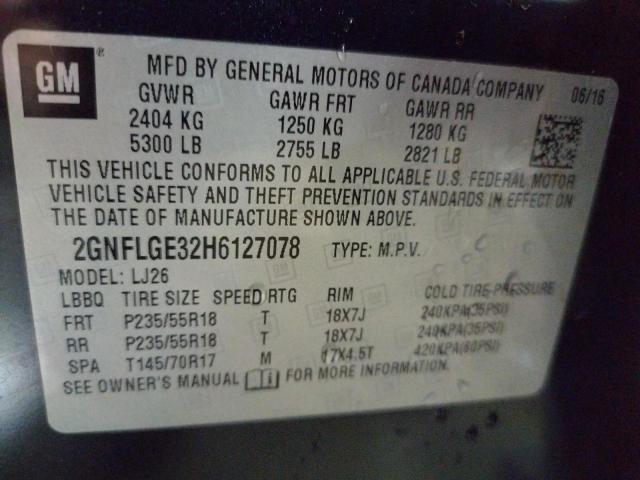 GM ® MFD BY GENERAL MOTORS OF CANADA COMPANY 06/16
GVWR GAWR FRT GAWR RR
2404 KG 1250 KG 1280 KG
5300 LB 2755 LB 2821 LB
THIS VEHICLE CONFORMS TO ALL APPLICABLE U.S. FEDERAL MOTOR
VEHICLE SAFETY AND THEFT PREVENTION STANDARDS IN EFFECT ON
THE DATE OF MANUFACTURE SHOWN ABOVE.
2GNFLGE32H6127078 TYPE: M.P.V.
MODEL: LJ26
LBBQ TIRE SIZE SPEED/RTG RIM COLD TIRE PRESSURE
FRT P235/55R18 T 18X7J 240KPA(35PSI)
RR P235/55R18 T 18X7J 240KPA(35PSI)
SPA T145/70R17 M 17X4.5T 420KPA(60PSI)
SEE OWNER'S MANUAL i FOR MORE INFORMATION.